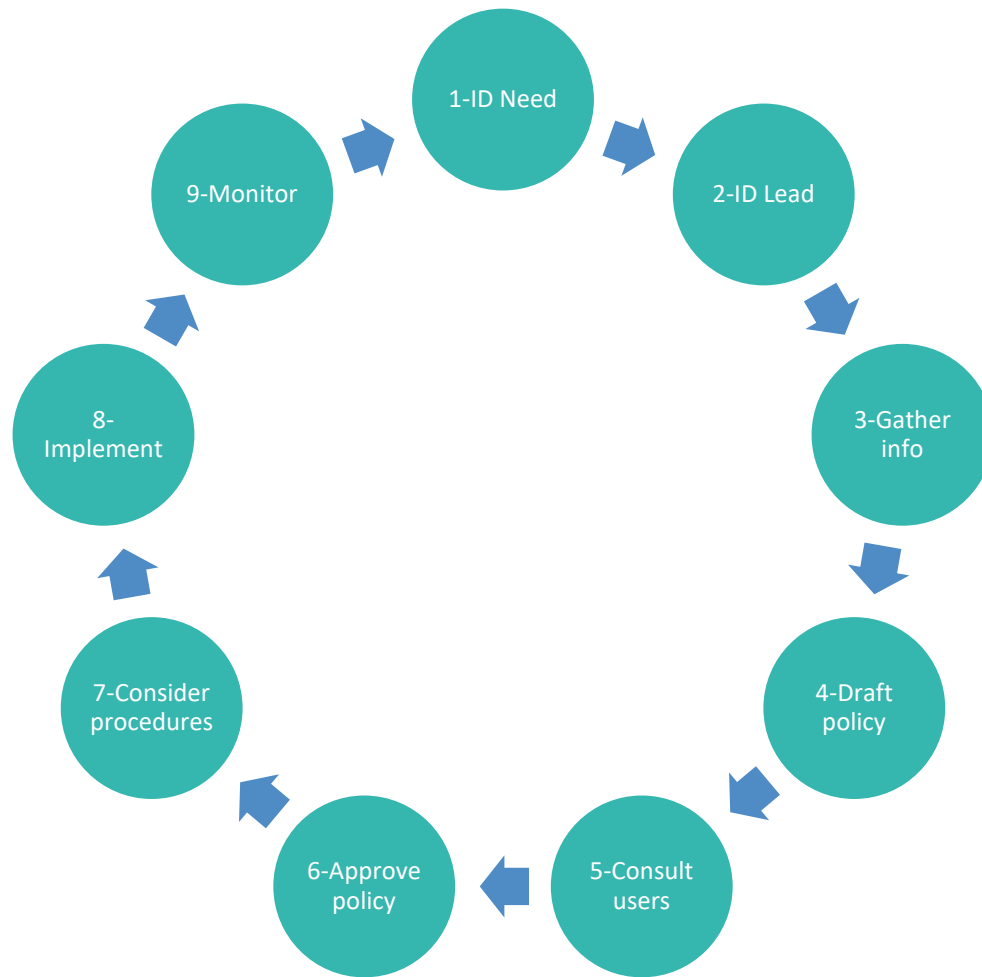 1-ID Need
2-ID Lead
3-Gather
info
4-Draft
policy
5-Consult
users
6-Approve
policy
7-Consider
procedures
8-
Implement
9-Monitor